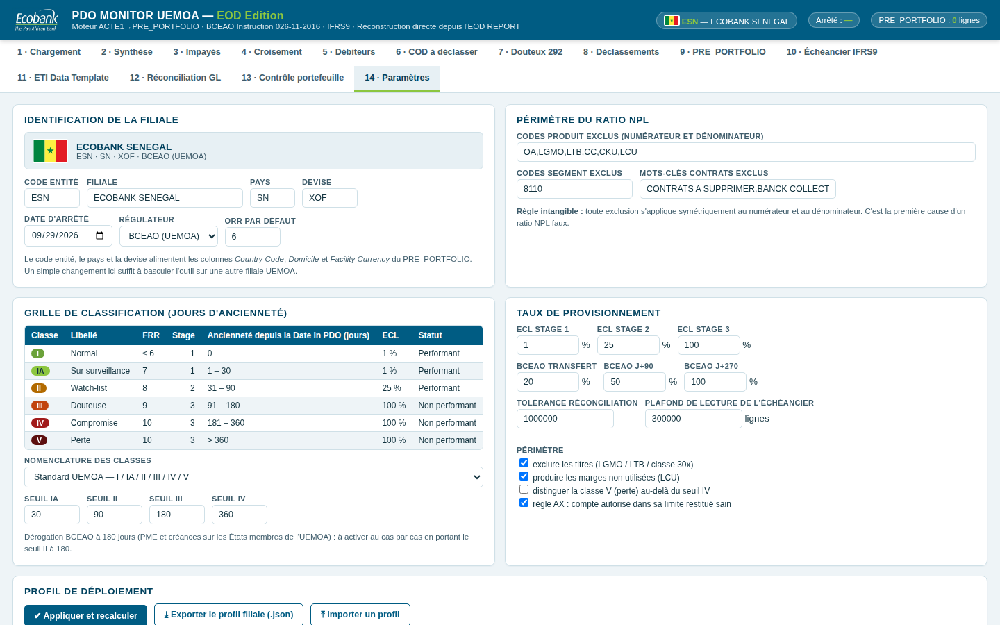 Ecobank
The Pan African Bank
PDO MONITOR UEMOA — EOD Edition
Moteur ACTE1→PRE_PORTFOLIO · BCEAO Instruction 026-11-2016 · IFRS9 · Reconstruction directe depuis l'EOD REPORT
ESN — ECOBANK SENEGAL
Arrêté : —
PRE_PORTFOLIO : 0 lignes
1 · Chargement
2 · Synthèse
3 · Impayés
4 · Croisement
5 · Débiteurs
6 · COD à déclasser
7 · Douteux 292
8 · Déclassements
9 · PRE_PORTFOLIO
10 · Échéancier IFRS9
11 · ETI Data Template
12 · Réconciliation GL
13 · Contrôle portefeuille
14 · Paramètres
IDENTIFICATION DE LA FILIALE
ECOBANK SENEGAL
ESN · SN · XOF · BCEAO (UEMOA)
CODE ENTITÉ FILIALE PAYS DEVISE
ESN ECOBANK SENEGAL SN XOF
DATE D'ARRÊTÉ RÉGULATEUR ORR PAR DÉFAUT
09/29/2026 BCEAO (UEMOA) 6
Le code entité, le pays et la devise alimentent les colonnes Country Code, Domicile et Facility Currency du PRE_PORTFOLIO.
Un simple changement ici suffit à basculer l'outil sur une autre filiale UEMOA.
PÉRIMÈTRE DU RATIO NPL
CODES PRODUIT EXCLUS (NUMÉRATEUR ET DÉNOMINATEUR)
OA,LGMO,LTB,CC,CKU,LCU
CODES SEGMENT EXCLUS MOTS-CLÉS CONTRATS EXCLUS
8110 CONTRATS A SUPPRIMER,BANCK COLLECT
Règle intangible : toute exclusion s'applique symétriquement au numérateur et au dénominateur. C'est la première cause d'un
ratio NPL faux.
GRILLE DE CLASSIFICATION (JOURS D'ANCIENNETÉ)
Classe Libellé FRR Stage Ancienneté depuis la Date In PDO (jours) ECL Statut
I Normal ≤ 6 1 0 1 % Performant
IA Sur surveillance 7 1 1 – 30 1 % Performant
II Watch-list 8 2 31 – 90 25 % Performant
III Douteuse 9 3 91 – 180 100 % Non performant
IV Compromise 10 3 181 – 360 100 % Non performant
V Perte 10 3 > 360 100 % Non performant
NOMENCLATURE DES CLASSES
Standard UEMOA — I / IA / II / III / IV / V
SEUIL IA SEUIL II SEUIL III SEUIL IV
30 90 180 360
Dérogation BCEAO à 180 jours (PME et créances sur les États membres de l'UEMOA) : à activer au cas par cas en portant le
seuil II à 180.
TAUX DE PROVISIONNEMENT
ECL STAGE 1 ECL STAGE 2 ECL STAGE 3
1 % 25 % 100 %
BCEAO TRANSFERT BCEAO J+90 BCEAO J+270
20 % 50 % 100 %
TOLÉRANCE RÉCONCILIATION PLAFOND DE LECTURE DE L'ÉCHÉANCIER
1000000 300000 lignes
PÉRIMÈTRE
exclure les titres (LGMO / LTB / classe 30x)
produire les marges non utilisées (LCU)
distinguer la classe V (perte) au-delà du seuil IV
règle AX : compte autorisé dans sa limite restitué sain
PROFIL DE DÉPLOIEMENT
✔ Appliquer et recalculer
⤓ Exporter le profil filiale (.json)
⤒ Importer un profil